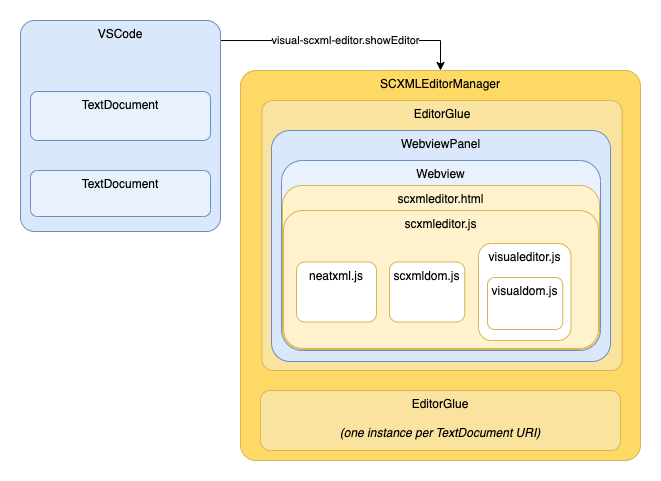 VSCode
TextDocument
TextDocument
visual-scxml-editor.showEditor
SCXMLEditorManager
EditorGlue
WebviewPanel
Webview
scxmleditor.html
scxmleditor.js
neatxml.js
scxmldom.js
visualeditor.js
visualdom.js
EditorGlue
(one instance per TextDocument URI)